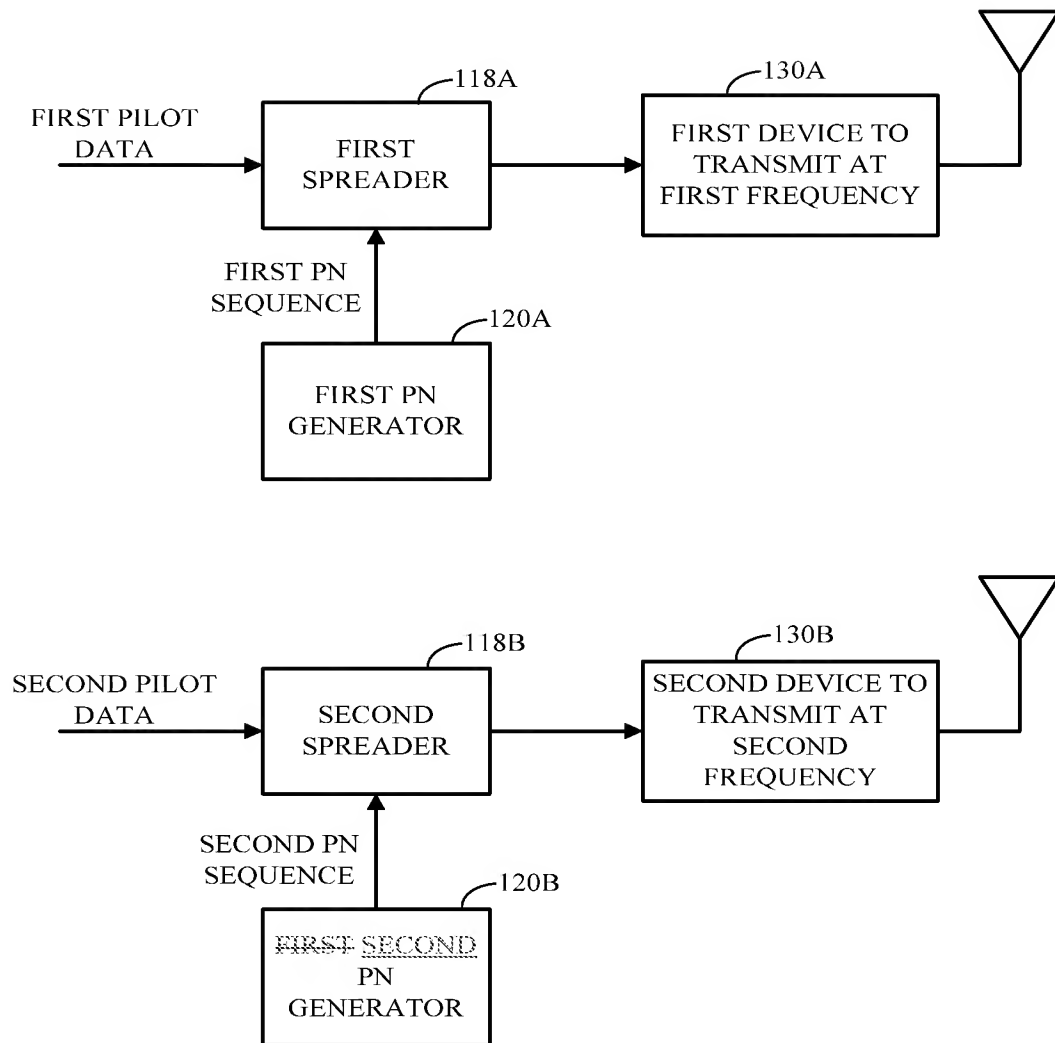 118A
130A
FIRST PILOT
DATA
FIRST
SPREADER
FIRST DEVICE TO
TRANSMIT AT
FIRST FREQUENCY
FIRST PN
SEQUENCE
120A
FIRST PN
GENERATOR
118B
130B
SECOND PILOT
DATA
SECOND
SPREADER
SECOND DEVICE TO
TRANSMIT AT
SECOND
FREQUENCY
SECOND PN
SEQUENCE
120B
FIRST SECOND
PN
GENERATOR